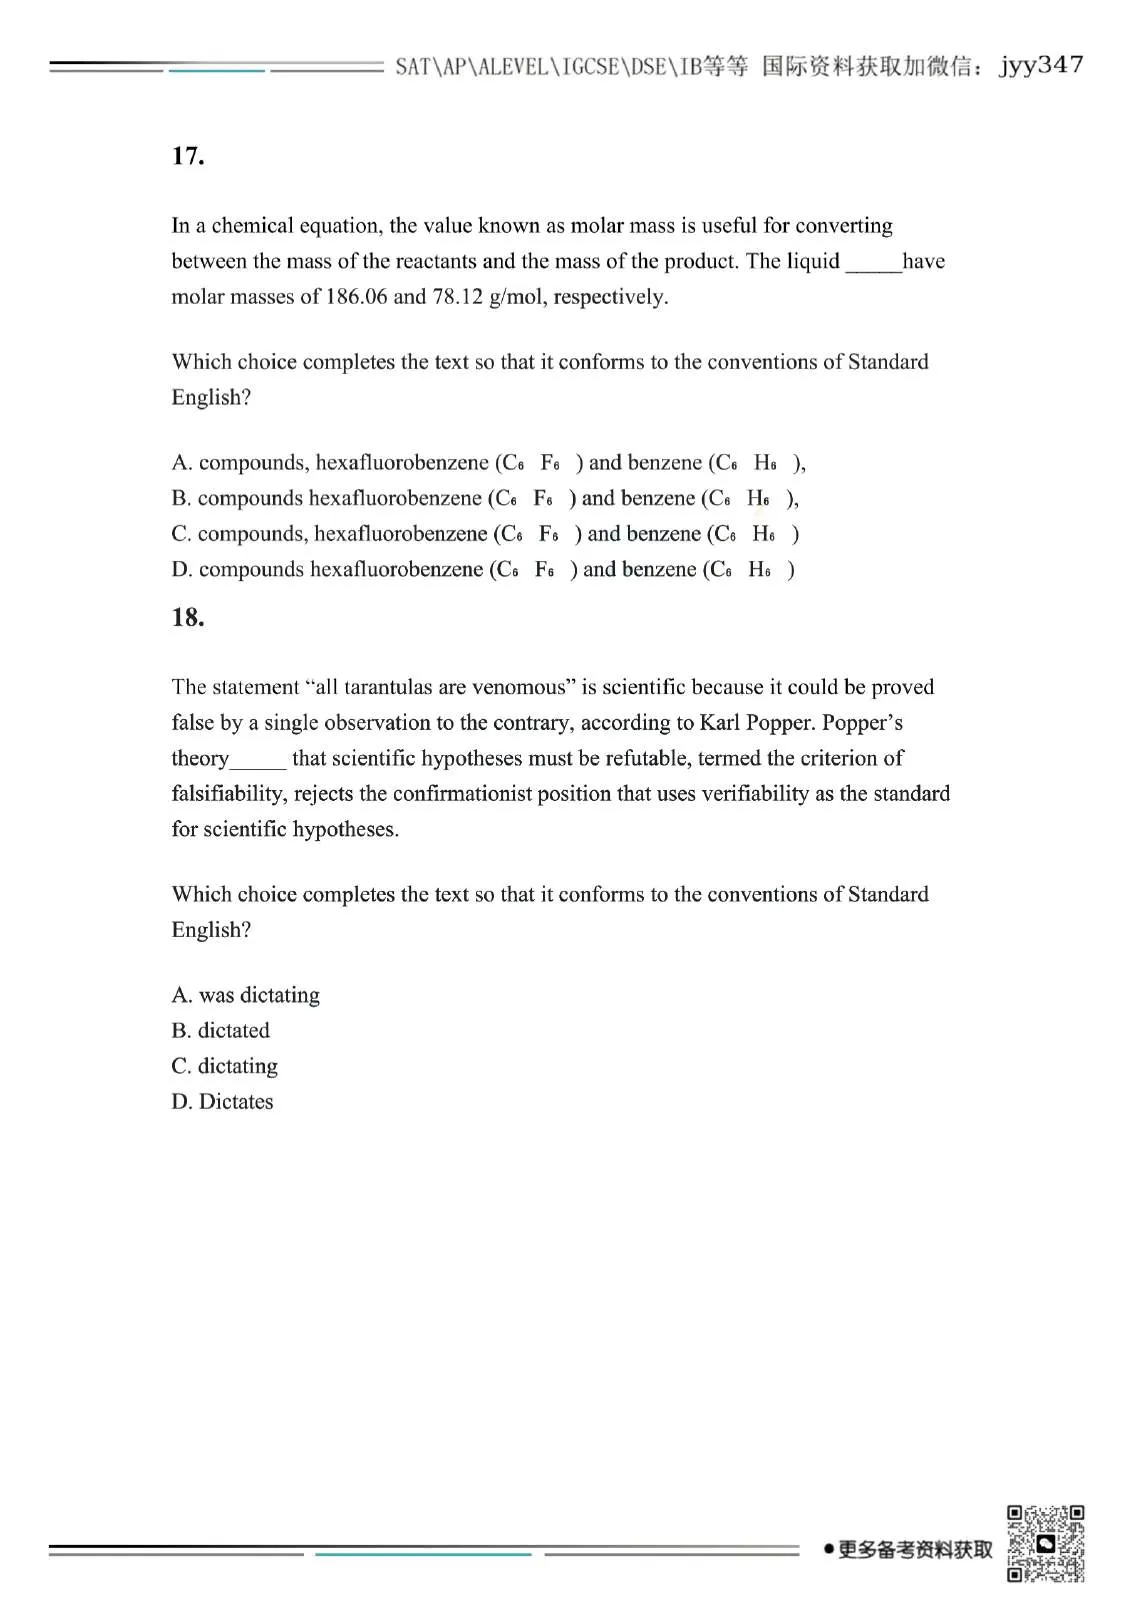 SAT\AP\ALEVEL\IGCSE\DSE\IB等等 国际资料获取加微信: jyy347
17.
In a chemical equation, the value known as molar mass is useful for converting
between the mass of the reactants and the mass of the product. The liquid _____have
molar masses of 186.06 and 78.12 g/mol, respectively.
Which choice completes the text so that it conforms to the conventions of Standard
English?
A. compounds, hexafluorobenzene (C₆ F₆ ) and benzene (C₆ H₆ ),
B. compounds hexafluorobenzene (C₆ F₆ ) and benzene (C₆ H₆ ),
C. compounds, hexafluorobenzene (C₆ F₆ ) and benzene (C₆ H₆ )
D. compounds hexafluorobenzene (C₆ F₆ ) and benzene (C₆ H₆ )
18.
The statement “all tarantulas are venomous” is scientific because it could be proved
false by a single observation to the contrary, according to Karl Popper. Popper’s
theory_____ that scientific hypotheses must be refutable, termed the criterion of
falsifiability, rejects the confirmationist position that uses verifiability as the standard
for scientific hypotheses.
Which choice completes the text so that it conforms to the conventions of Standard
English?
A. was dictating
B. dictated
C. dictating
D. Dictates
●更多备考资料获取